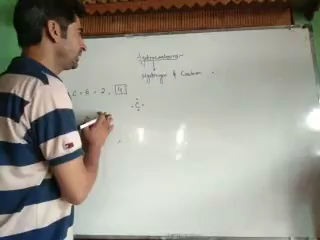 Hydrocarbons:-
Hydrogen & Carbon
C = 6 = 2, 4
C